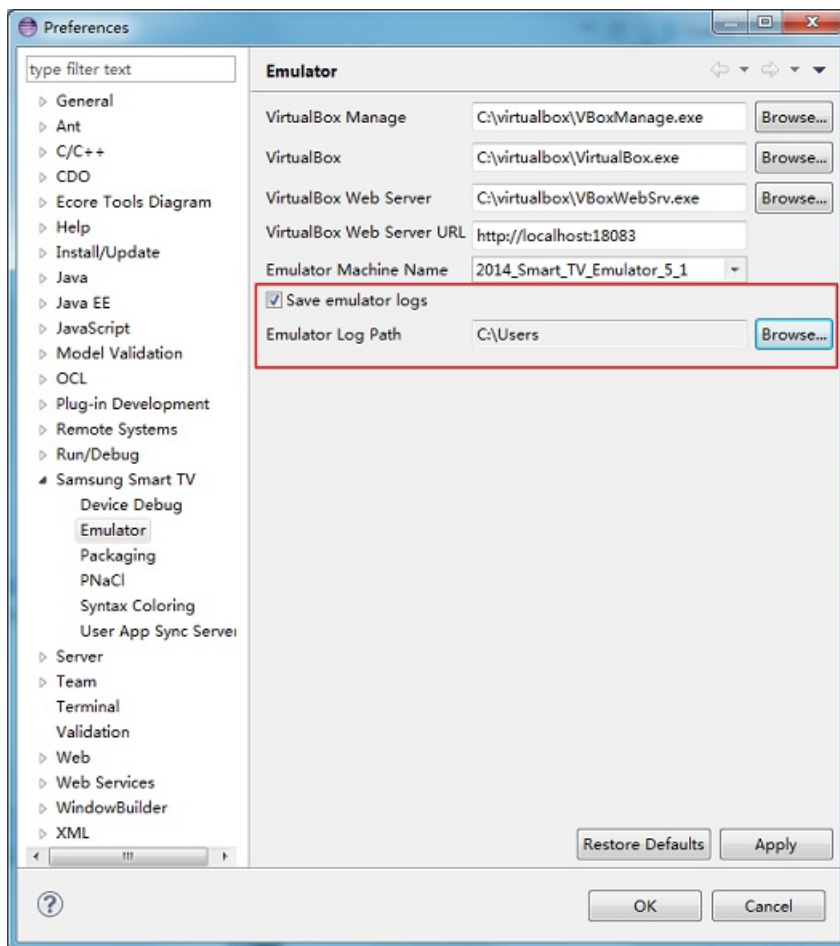 Preferences
type filter text
General
Ant
C/C++
CDO
Ecore Tools Diagram
Help
Install/Update
Java
Java EE
JavaScript
Model Validation
OCL
Plug-in Development
Remote Systems
Run/Debug
Samsung Smart TV
Device Debug
Emulator
Packaging
PNaCl
Syntax Coloring
User App Sync Server
Server
Team
Terminal
Validation
Web
Web Services
WindowBuilder
XML
Emulator
VirtualBox Manage C:\virtualbox\VBoxManage.exe Browse...
VirtualBox C:\virtualbox\VirtualBox.exe Browse...
VirtualBox Web Server C:\virtualbox\VBoxWebSrv.exe Browse...
VirtualBox Web Server URL http://localhost:18083
Emulator Machine Name 2014_Smart_TV_Emulator_5_1
Save emulator logs
Emulator Log Path C:\Users Browse...
Restore Defaults Apply
OK Cancel